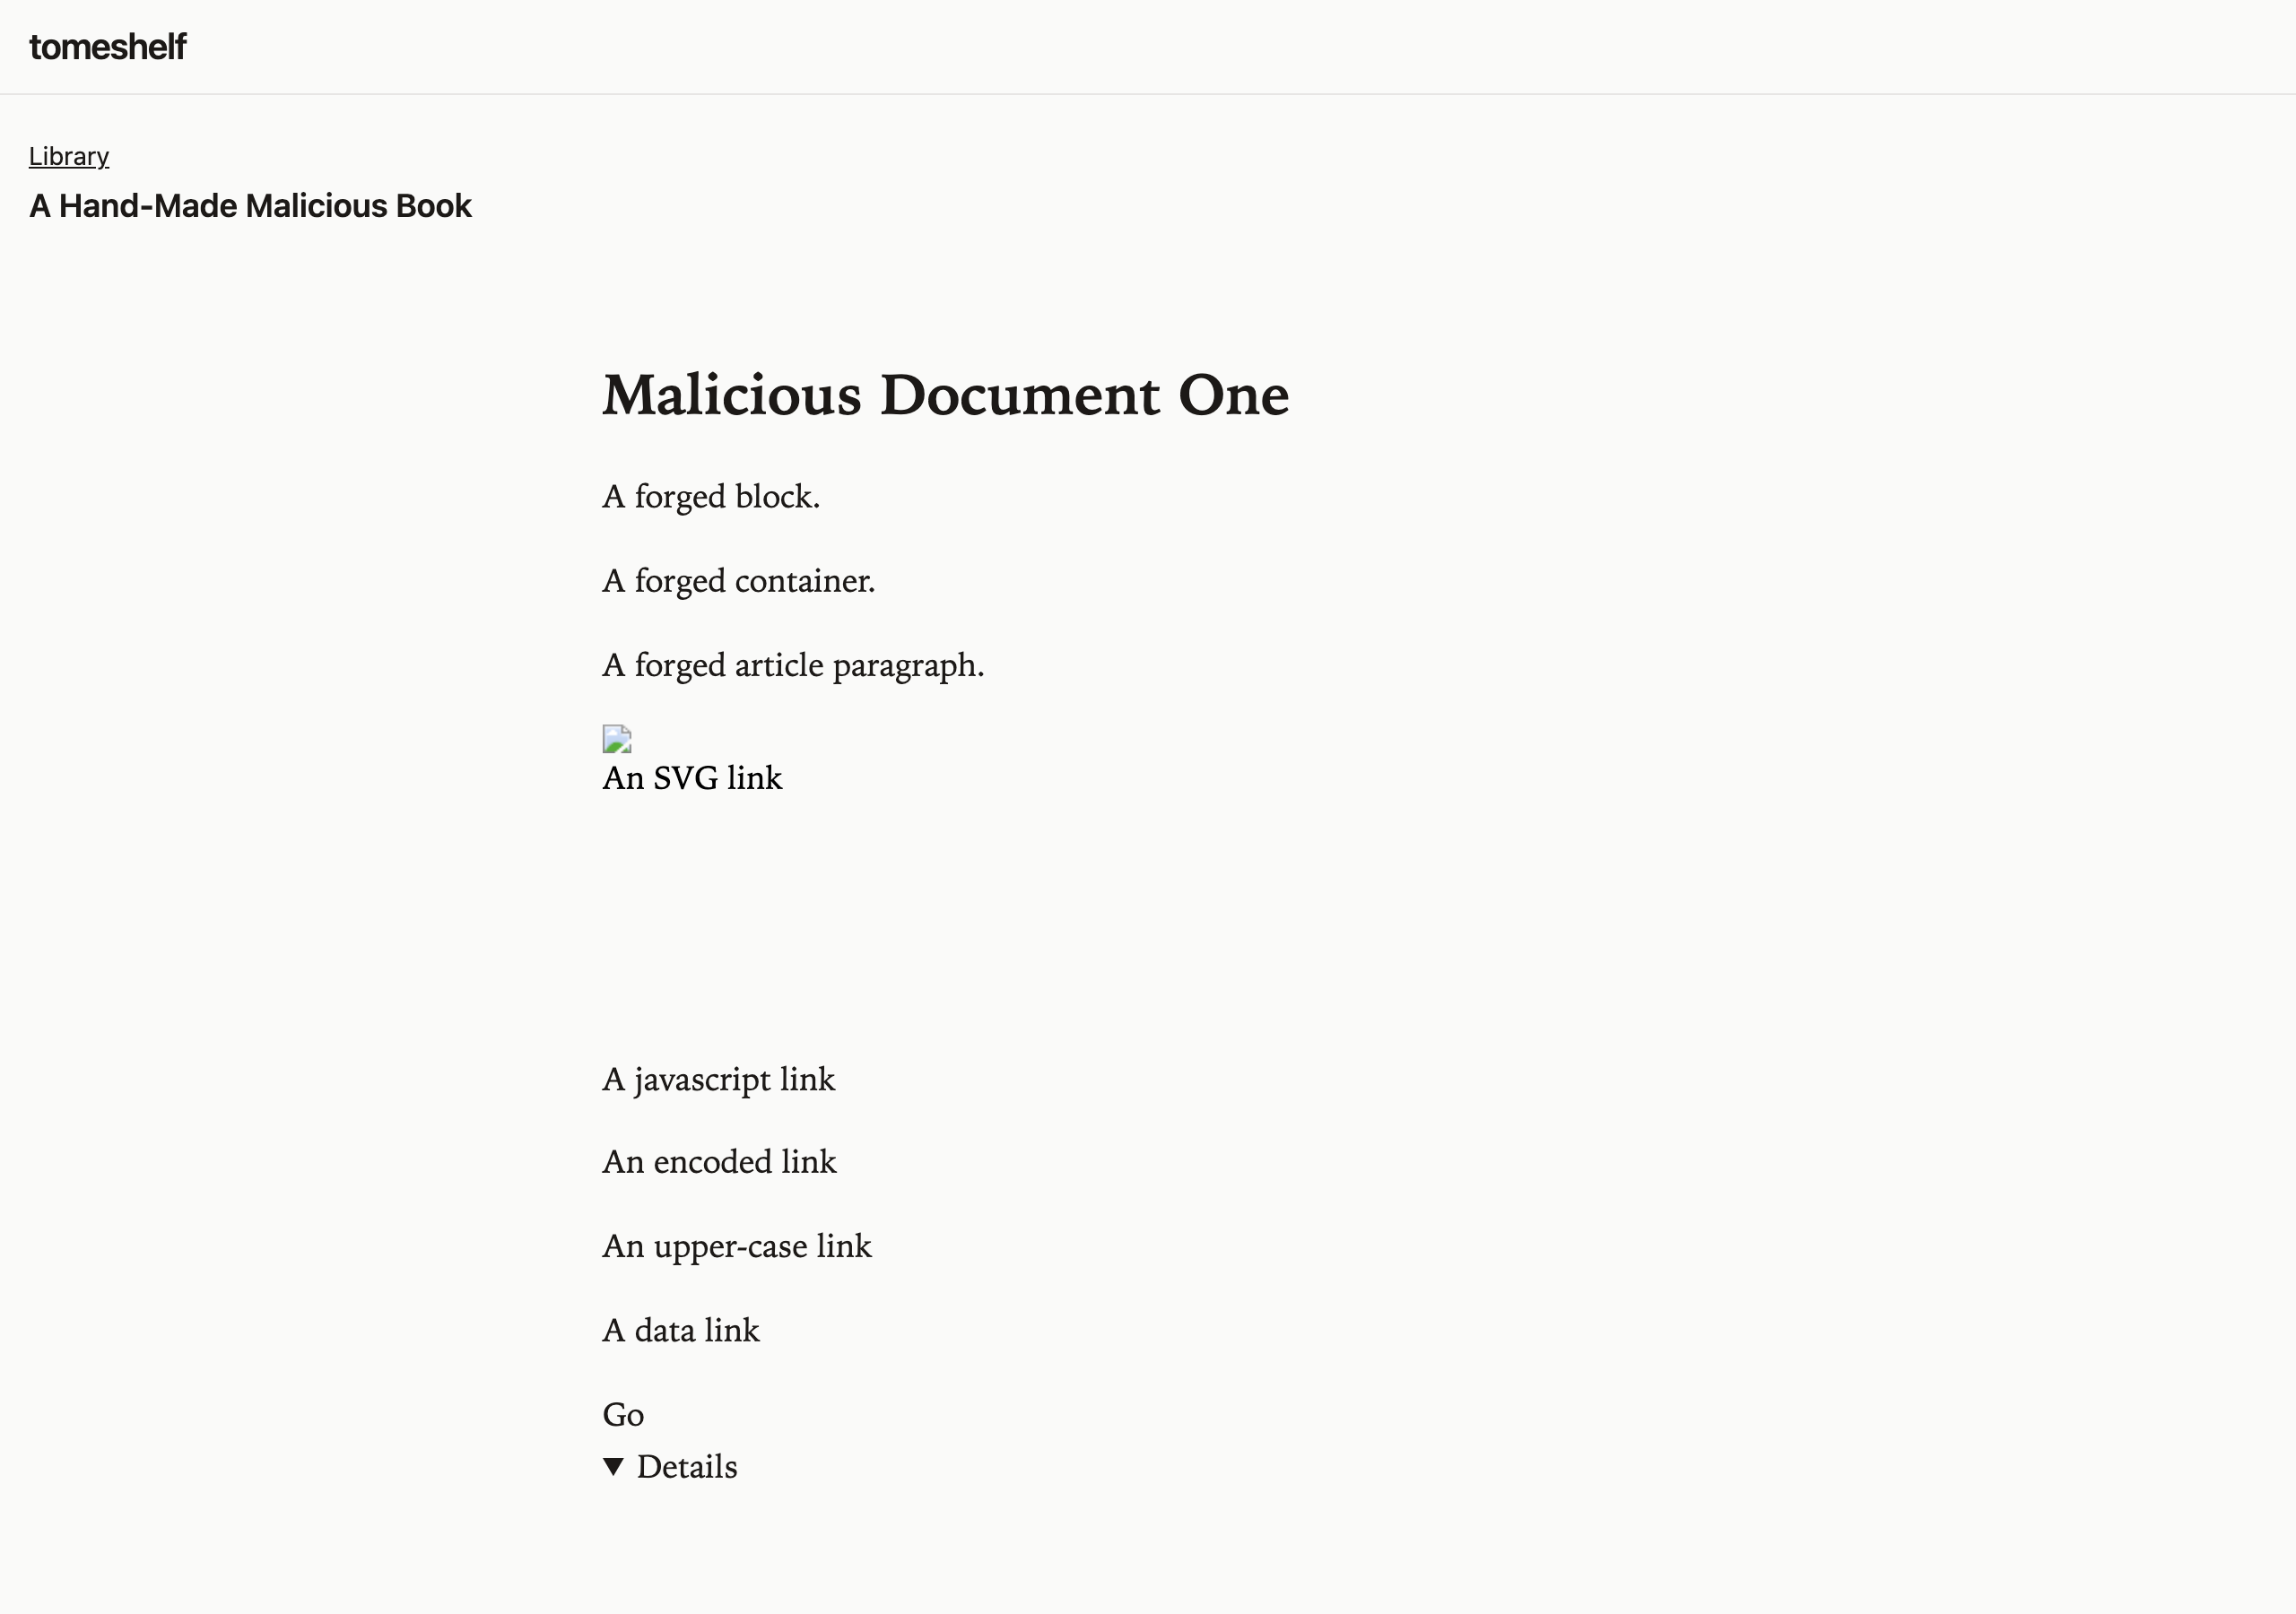 tomeshelf
Library
A Hand-Made Malicious Book
Malicious Document One
A forged block.
A forged container.
A forged article paragraph.
An SVG link
A javascript link
An encoded link
An upper-case link
A data link
Go
Details